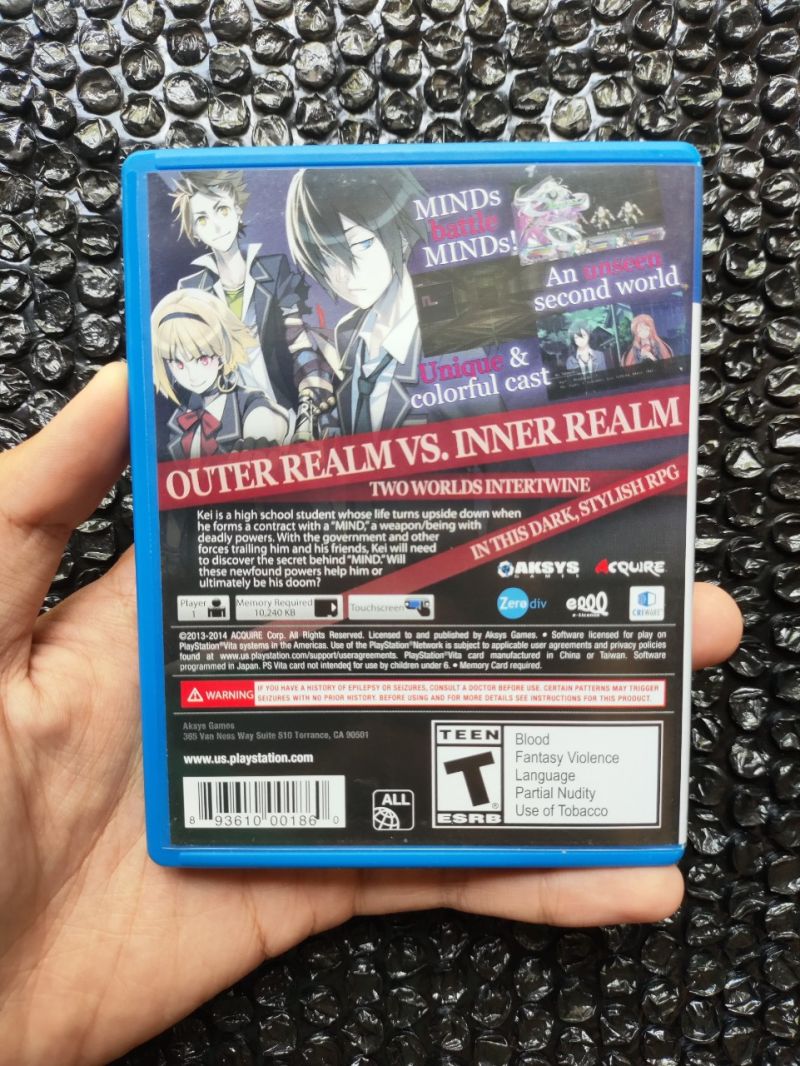 MINDs
battle
MINDs!
An unseen
second world
Unique &
colorful cast
OUTER REALM VS. INNER REALM
TWO WORLDS INTERTWINE
IN THIS DARK, STYLISH RPG
Kei is a high school student whose life turns upside down when
he forms a contract with a "MIND," a weapon/being with
deadly powers. With the government and other
forces trailing him and his friends, Kei will need
to discover the secret behind "MIND." Will
these newfound powers help him or
ultimately be his doom?
AKSYS
GAMES
ACQUIRE
Player
1
Memory Required
10,240 KB
Touchscreen
Zero div
CRIWARE
©2013-2014 ACQUIRE Corp. All Rights Reserved. Licensed to and published by Aksys Games. • Software licensed for play on
PlayStation®Vita systems in the Americas. Use of the PlayStation®Network is subject to applicable user agreements and privacy policies
found at www.us.playstation.com/support/useragreements. PlayStation®Vita card manufactured in China or Taiwan. Software
programmed in Japan. PS Vita card not intended for use by children under 6. • Memory Card required.
WARNING
IF YOU HAVE A HISTORY OF EPILEPSY OR SEIZURES, CONSULT A DOCTOR BEFORE USE. CERTAIN PATTERNS MAY TRIGGER
SEIZURES WITH NO PRIOR HISTORY. BEFORE USING AND FOR MORE DETAILS SEE INSTRUCTIONS FOR THIS PRODUCT.
Aksys Games
365 Van Ness Way Suite 510 Torrance, CA 90501
www.us.playstation.com
8 93610 00186 0
ALL
TEEN
T
®
ESRB
Blood
Fantasy Violence
Language
Partial Nudity
Use of Tobacco